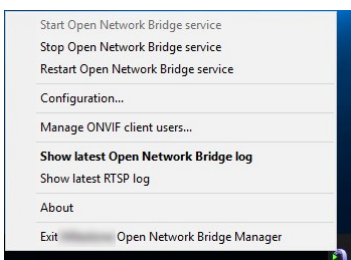 Start Open Network Bridge service
Stop Open Network Bridge service
Restart Open Network Bridge service
Configuration...
Manage ONVIF client users...
Show latest Open Network Bridge log
Show latest RTSP log
About
Exit Open Network Bridge Manager